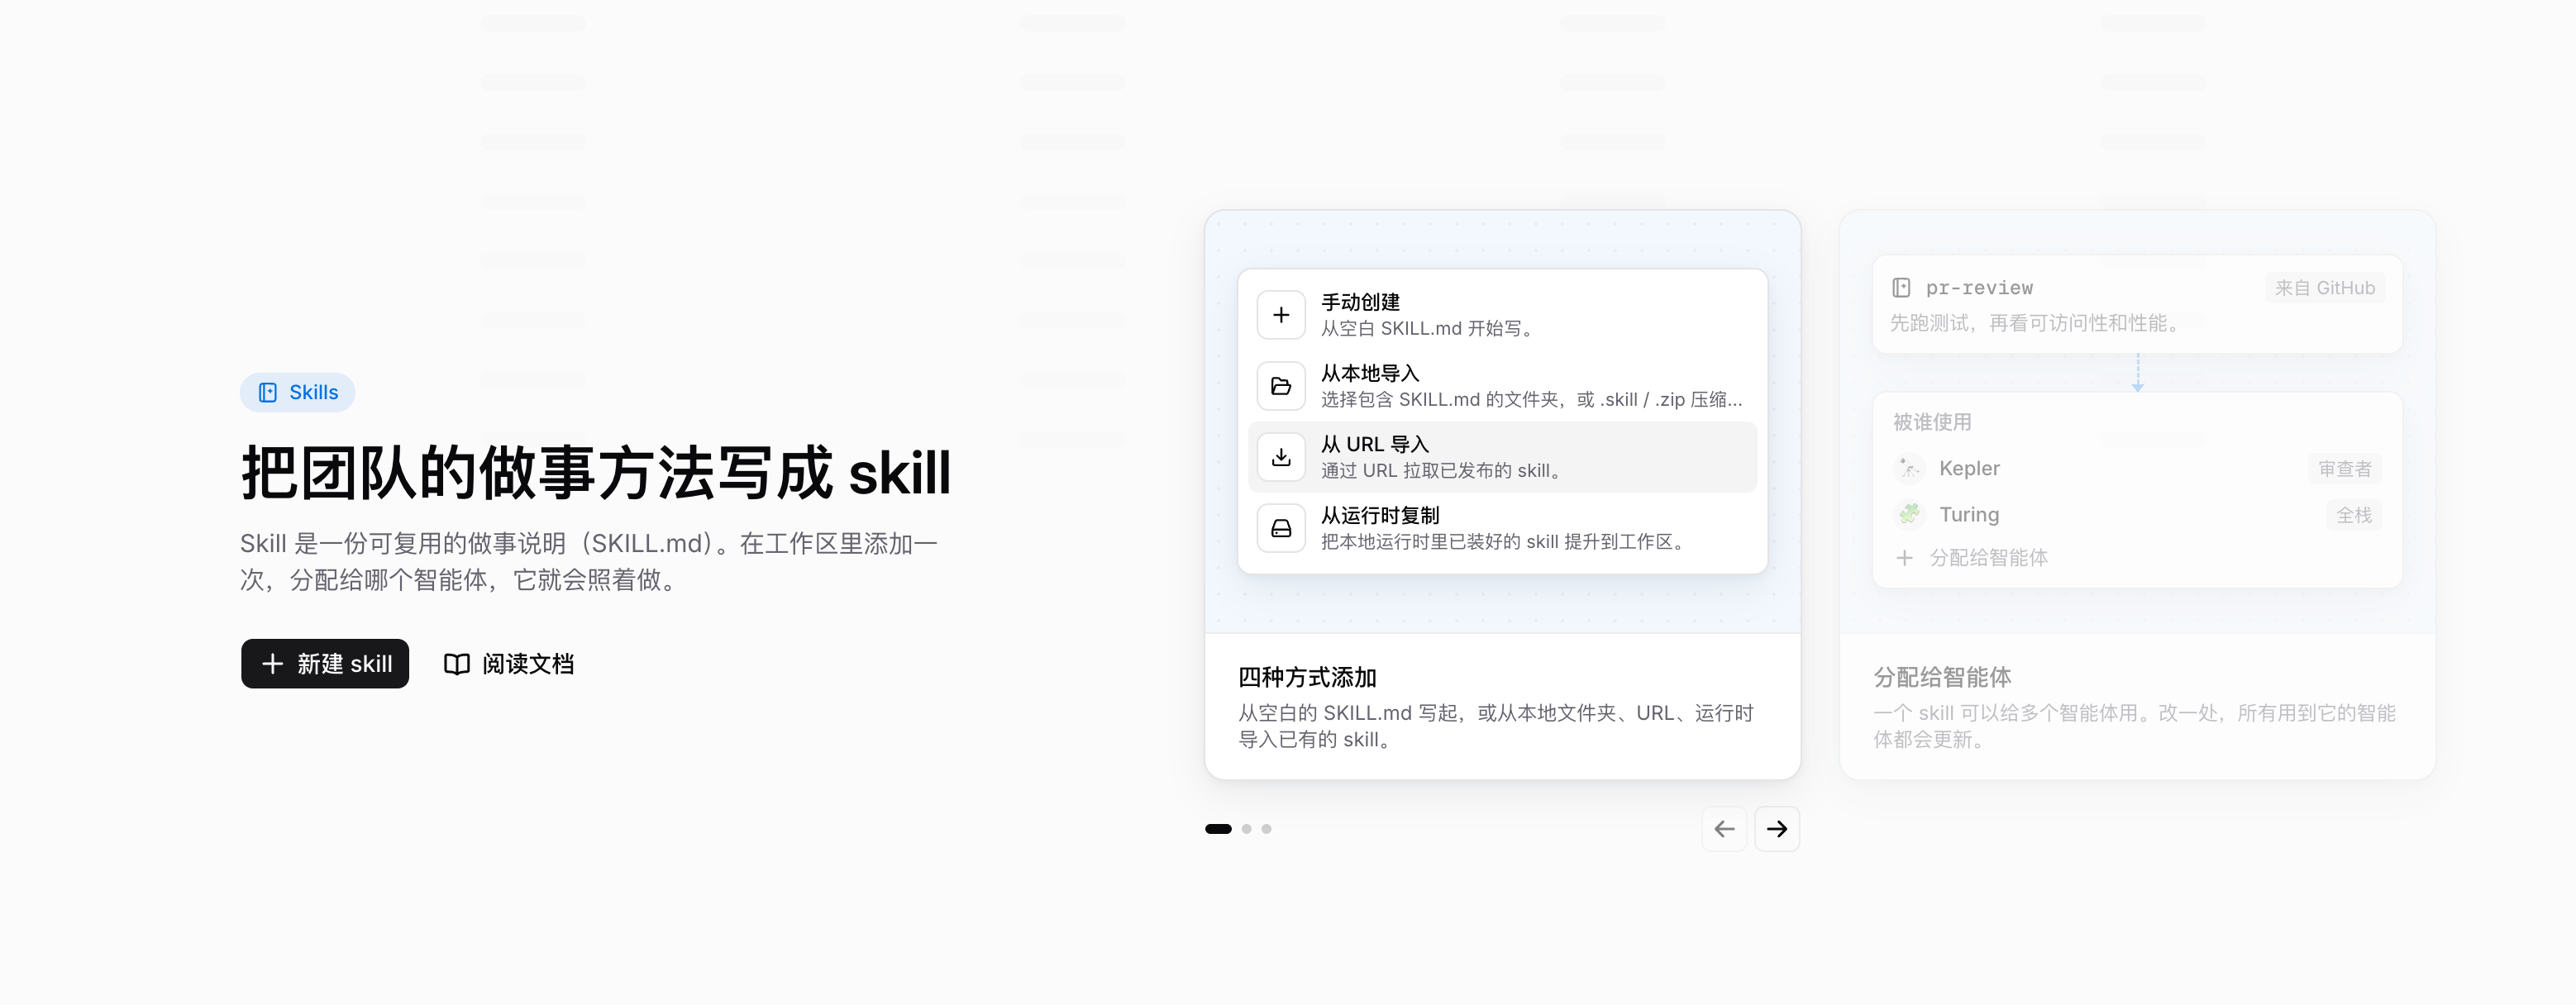 Skills
把团队的做事方法写成 skill
Skill 是一份可复用的做事说明（SKILL.md）。在工作区里添加一
次，分配给哪个智能体，它就会照着做。
新建 skill
阅读文档
手动创建
从空白 SKILL.md 开始写。
从本地导入
选择包含 SKILL.md 的文件夹，或 .skill / .zip 压缩...
从 URL 导入
通过 URL 拉取已发布的 skill。
从运行时复制
把本地运行时里已装好的 skill 提升到工作区。
四种方式添加
从空白的 SKILL.md 写起，或从本地文件夹、URL、运行时
导入已有的 skill。
pr-review
来自 GitHub
先跑测试，再看可访问性和性能。
被谁使用
Kepler
审查者
Turing
全栈
分配给智能体
分配给智能体
一个 skill 可以给多个智能体用。改一处，所有用到它的智能
体都会更新。